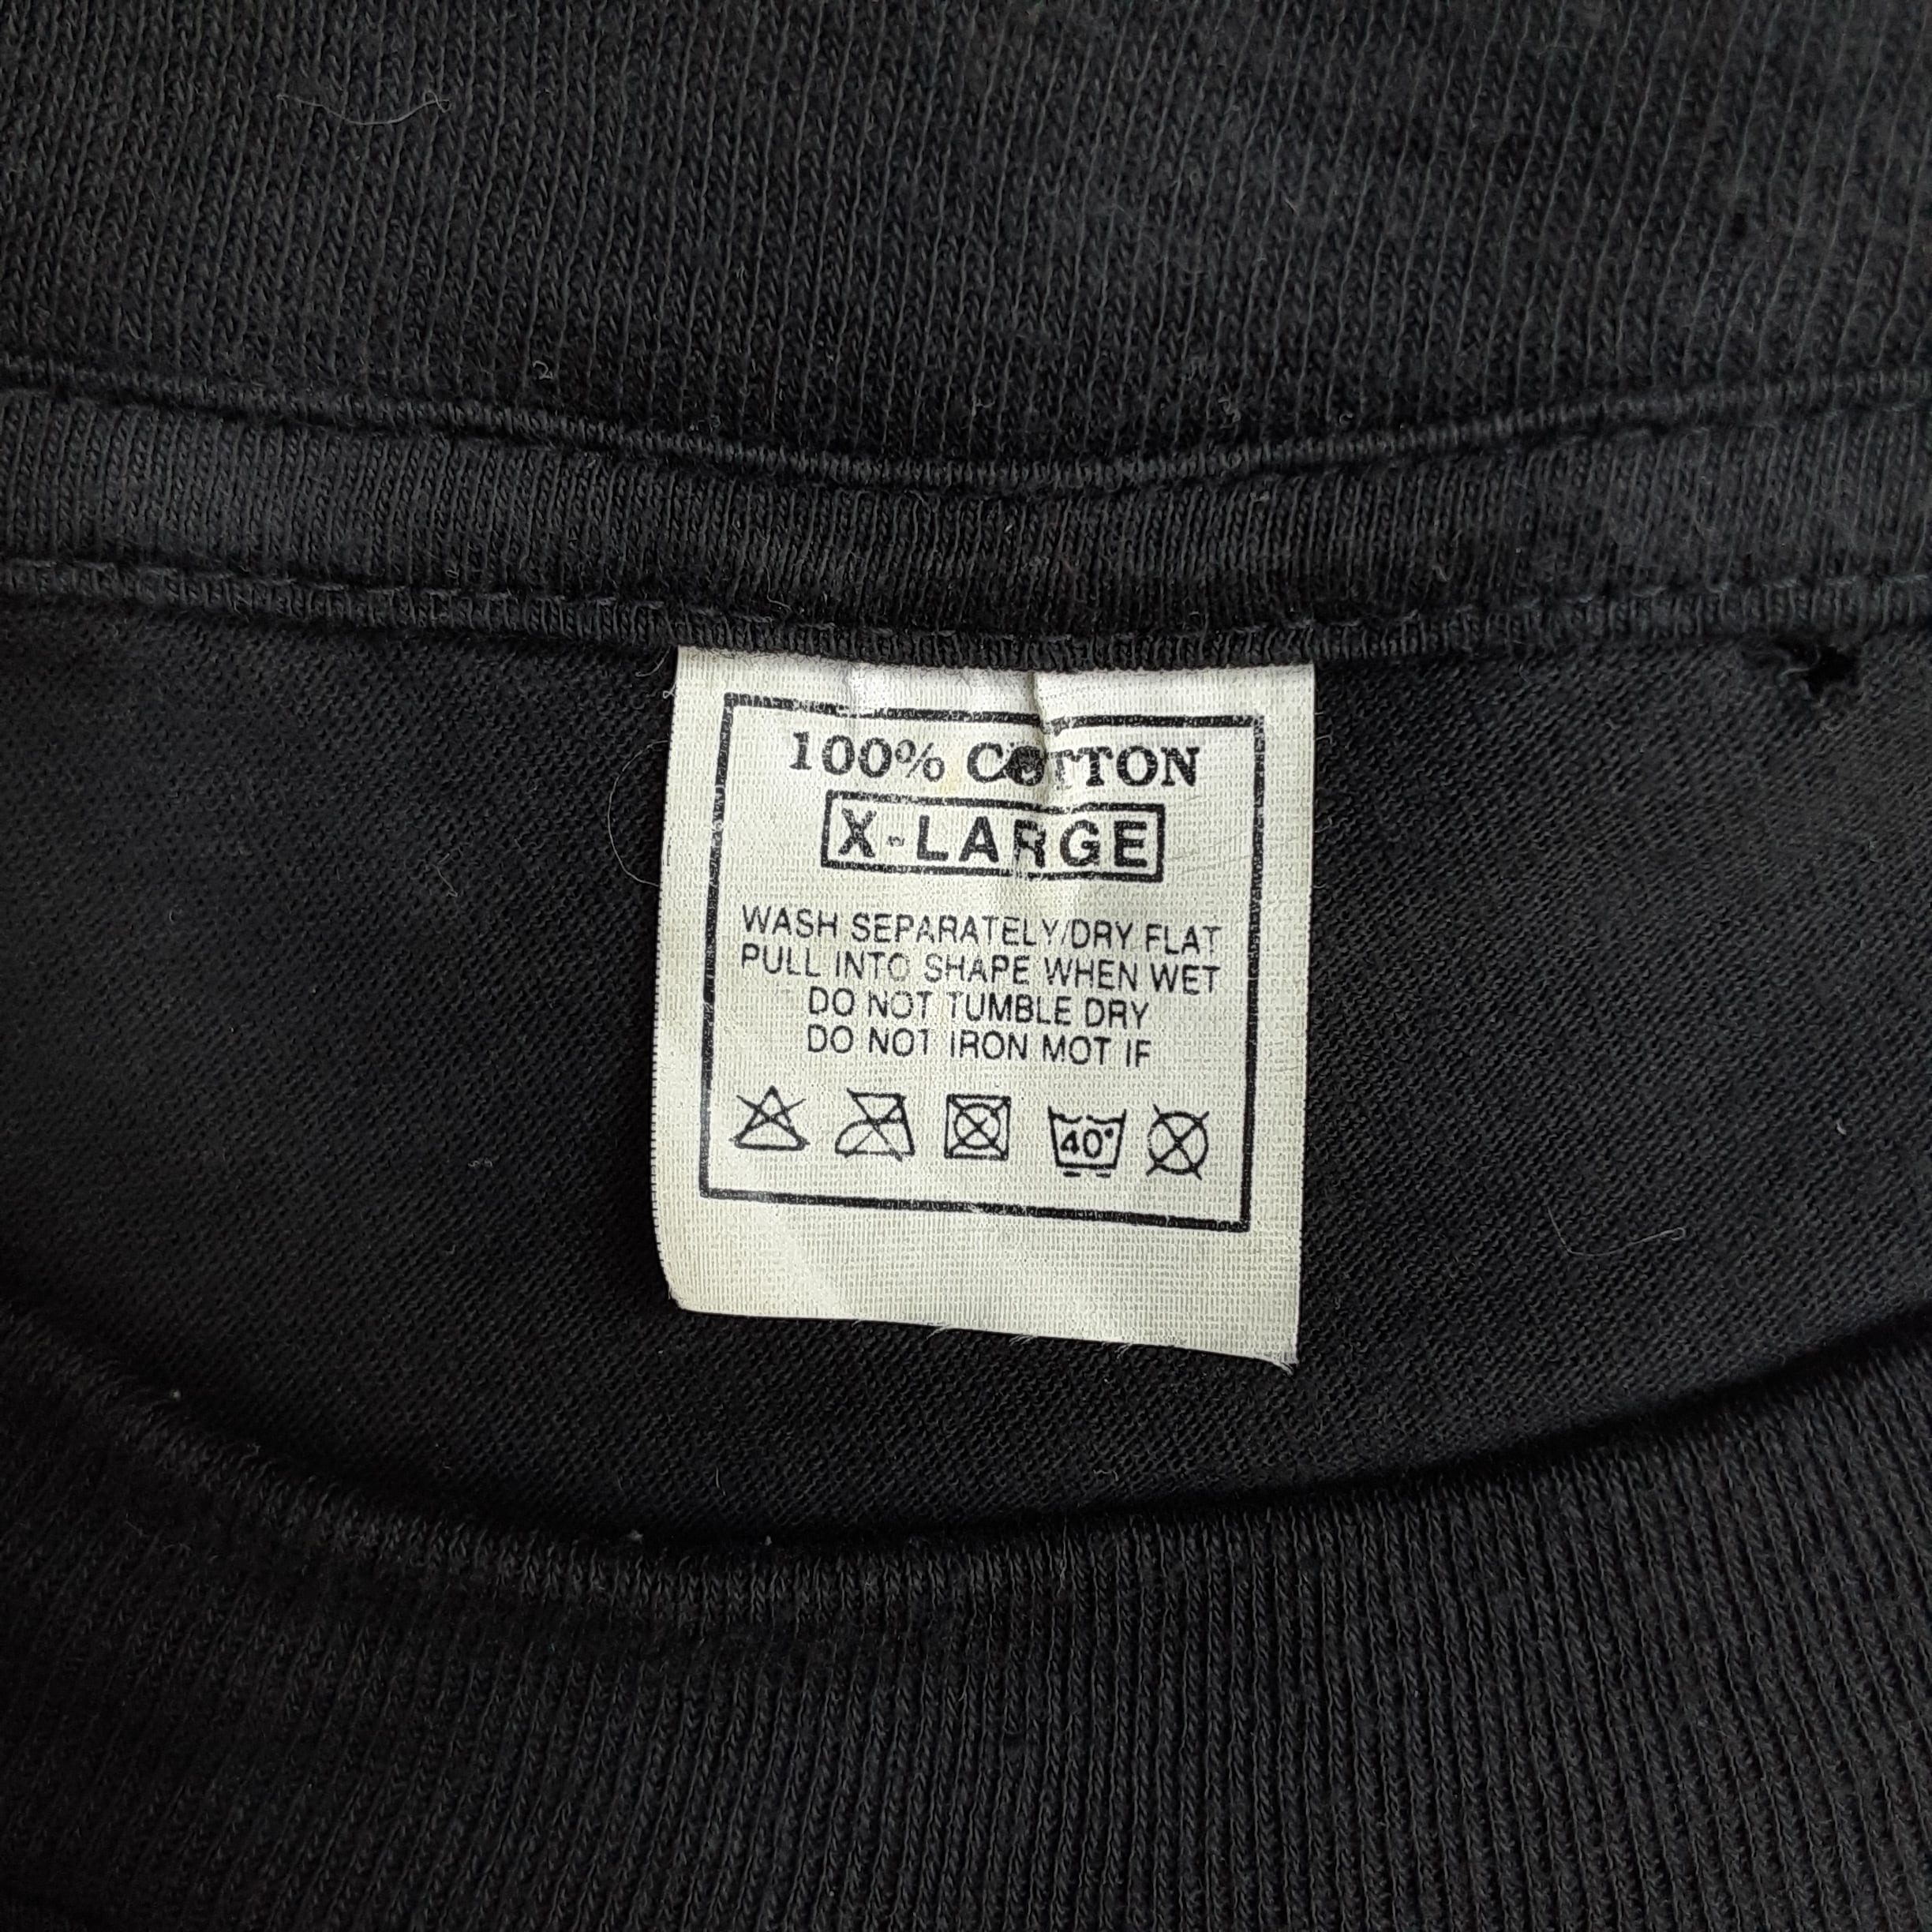 100% COTTON
X-LARGE
WASH SEPARATELY/DRY FLAT
PULL INTO SHAPE WHEN WET
DO NOT TUMBLE DRY
DO NOT IRON MOT IF
40°